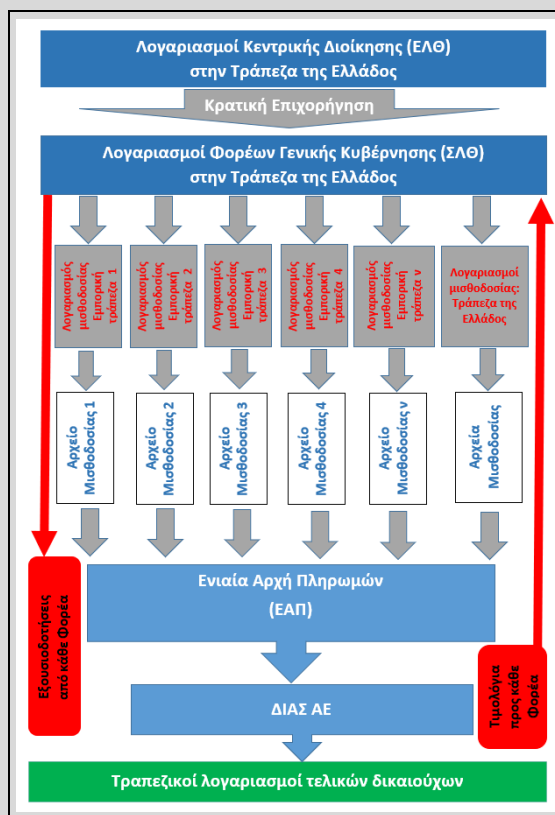 Λογαριασμοί Κεντρικής Διοίκησης (ΕΛΘ)
στην Τράπεζα της Ελλάδος
Κρατική Επιχορήγηση
Λογαριασμοί Φορέων Γενικής Κυβέρνησης (ΣΛΘ)
στην Τράπεζα της Ελλάδος
Λογαριασμός
μισθοδοσίας
Εμπορική
τράπεζα 1
Λογαριασμός
μισθοδοσίας
Εμπορική
τράπεζα 2
Λογαριασμός
μισθοδοσίας
Εμπορική
τράπεζα 3
Λογαριασμός
μισθοδοσίας
Εμπορική
τράπεζα 4
Λογαριασμός
μισθοδοσίας
Εμπορική
τράπεζα ν
Λογαριασμοί
μισθοδοσίας:
Τράπεζα της
Ελλάδος
Αρχείο
Μισθοδοσίας 1
Αρχείο
Μισθοδοσίας 2
Αρχείο
Μισθοδοσίας 3
Αρχείο
Μισθοδοσίας 4
Αρχείο
Μισθοδοσίας ν
Αρχεία
Μισθοδοσίας
Ενιαία Αρχή Πληρωμών
(ΕΑΠ)
Εξουσιοδοτήσεις
από κάθε Φορέα
Τιμολόγια
προς κάθε
Φορέα
ΔΙΑΣ ΑΕ
Τραπεζικοί λογαριασμοί τελικών δικαιούχων